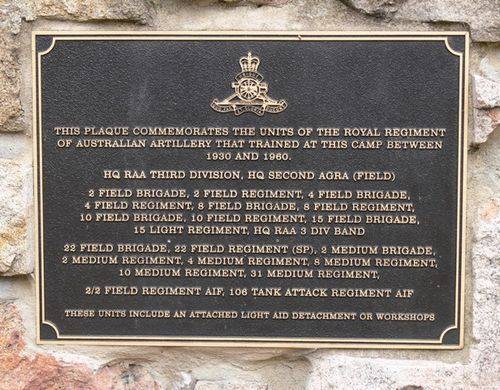 THIS PLAQUE COMMEMORATES THE UNITS OF THE ROYAL REGIMENT
OF AUSTRALIAN ARTILLERY THAT TRAINED AT THIS CAMP BETWEEN
1930 AND 1960.
HQ RAA THIRD DIVISION, HQ SECOND AGRA (FIELD)
2 FIELD BRIGADE, 2 FIELD REGIMENT, 4 FIELD BRIGADE,
4 FIELD REGIMENT, 8 FIELD BRIGADE, 8 FIELD REGIMENT,
10 FIELD BRIGADE, 10 FIELD REGIMENT, 15 FIELD BRIGADE,
15 LIGHT REGIMENT, HQ RAA 3 DIV BAND
22 FIELD BRIGADE, 22 FIELD REGIMENT (SP), 2 MEDIUM BRIGADE,
2 MEDIUM REGIMENT, 4 MEDIUM REGIMENT, 8 MEDIUM REGIMENT,
10 MEDIUM REGIMENT, 31 MEDIUM REGIMENT,
2/2 FIELD REGIMENT AIF, 106 TANK ATTACK REGIMENT AIF
THESE UNITS INCLUDE AN ATTACHED LIGHT AID DETACHMENT OR WORKSHOPS